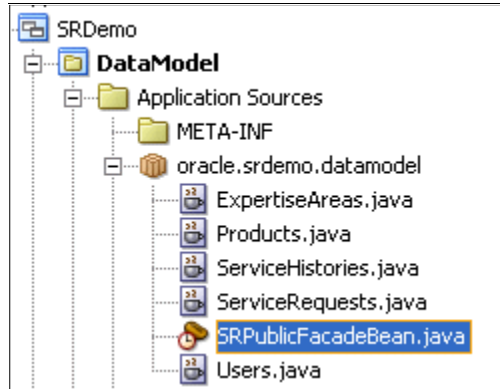 SRDemo
DataModel
Application Sources
META-INF
oracle.srdemo.datamodel
ExpertiseAreas.java
Products.java
ServiceHistories.java
ServiceRequests.java
SRPublicFacadeBean.java
Users.java